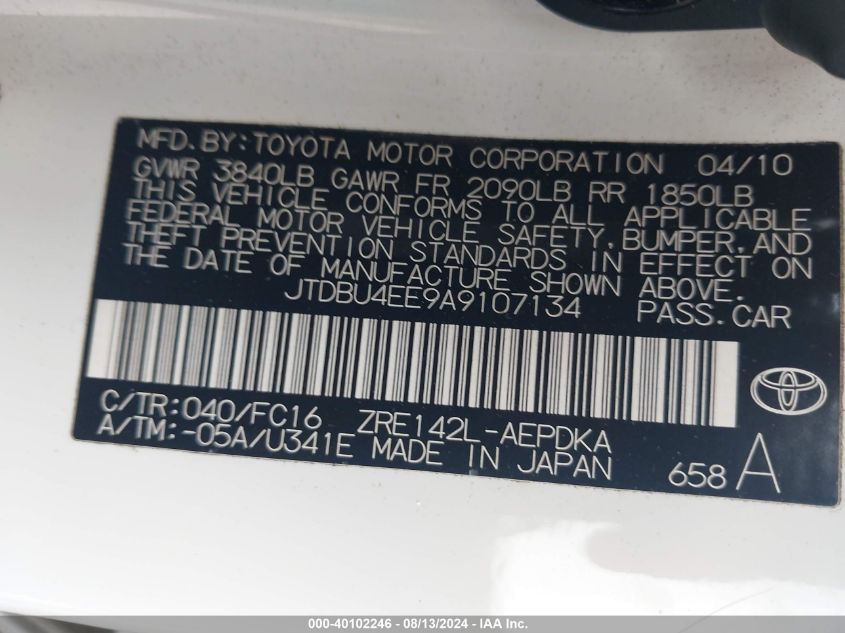 MFD.BY:TOYOTA MOTOR CORPORATION 04/10
GVWR 3840LB GAWR FR 2090LB RR 1850LB
THIS VEHICLE CONFORMS TO ALL APPLICABLE
FEDERAL MOTOR VEHICLE SAFETY,BUMPER,AND
THEFT PREVENTION STANDARDS IN EFFECT ON
THE DATE OF MANUFACTURE SHOWN ABOVE.
JTDBU4EE9A9107134 PASS.CAR
C/TR:040/FC16 ZRE142L-AEPDKA
A/TM:-05A/U341E MADE IN JAPAN 658 A
000-40102246 - 08/13/2024 - IAA Inc.